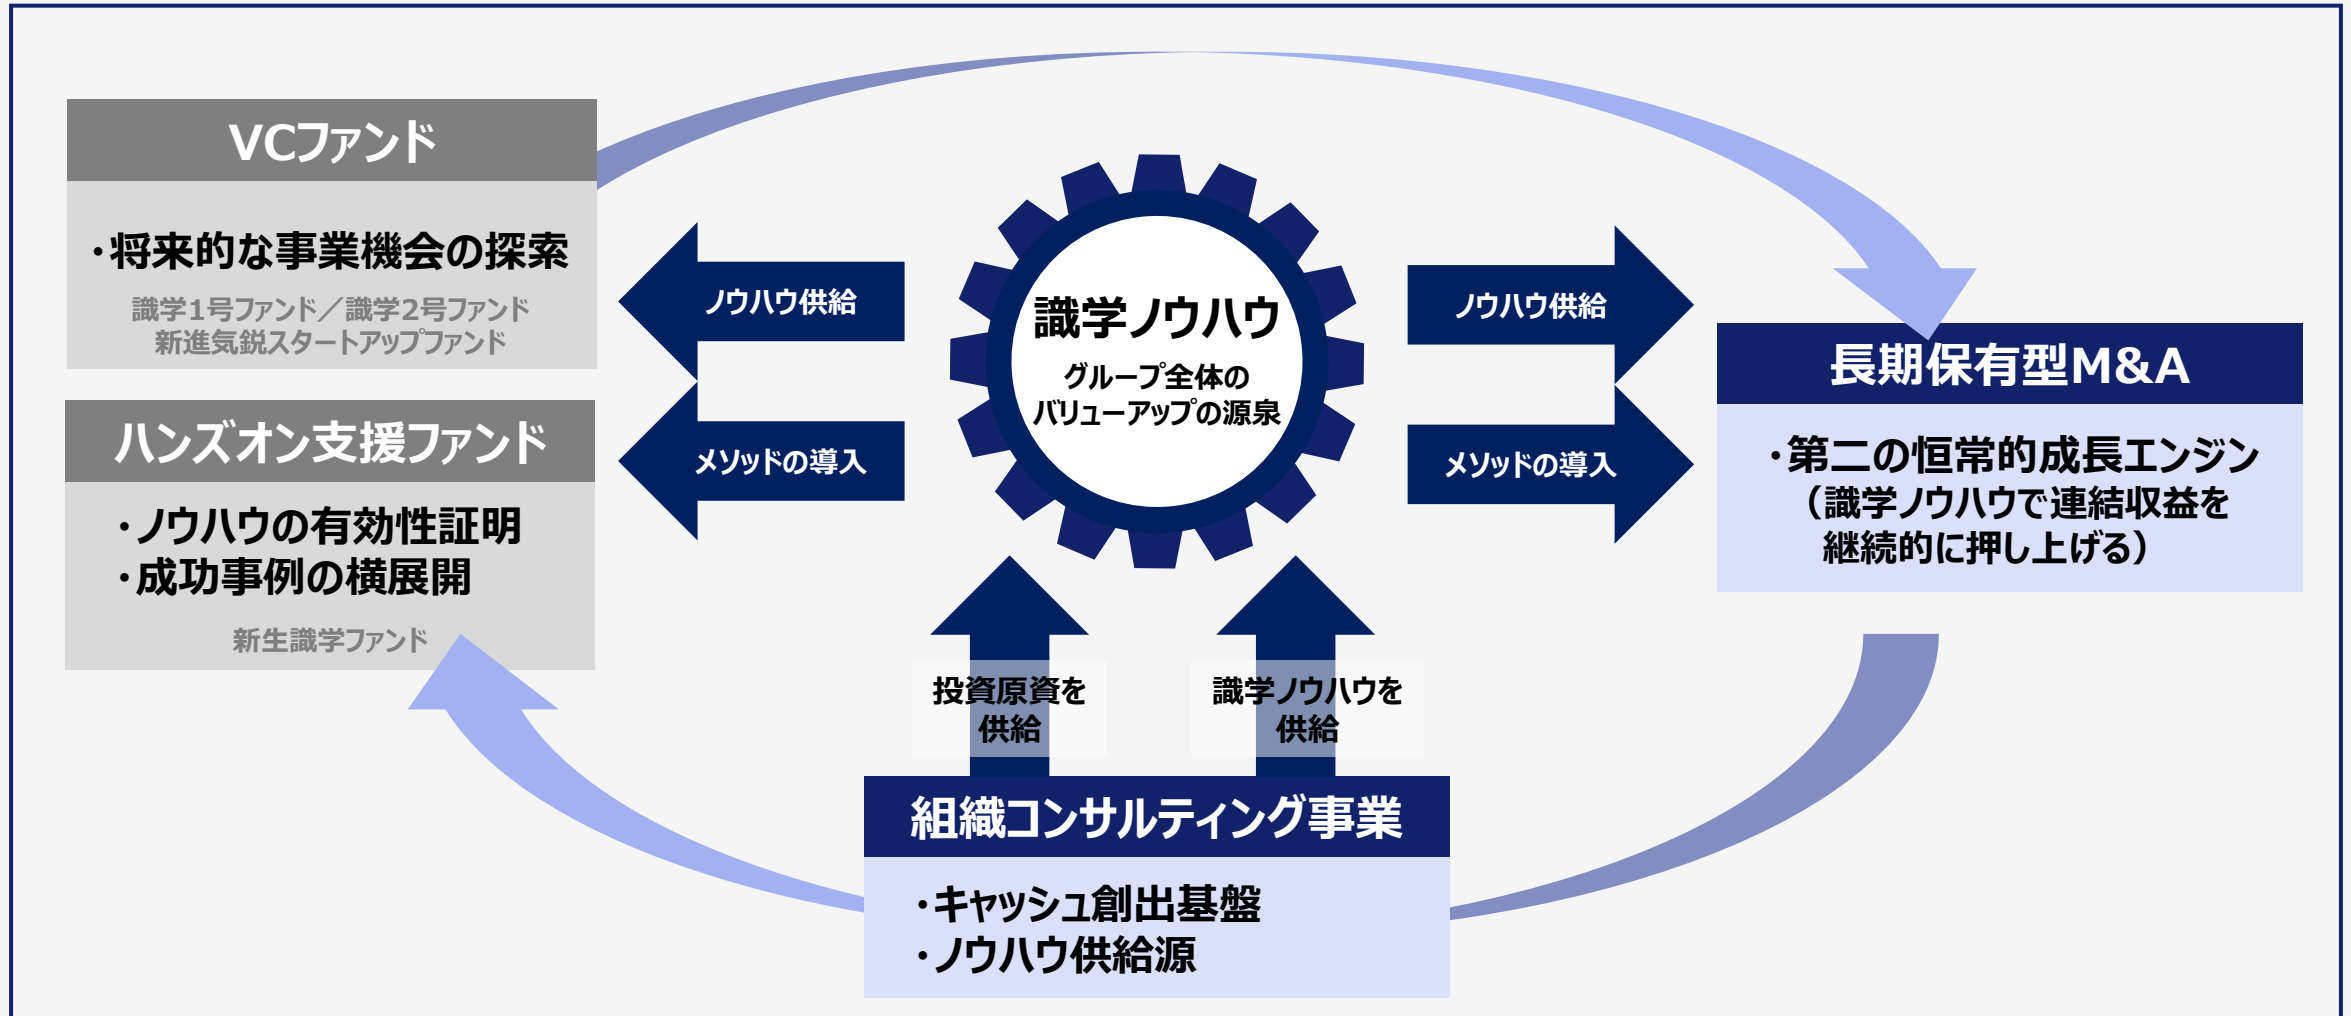 VCファンド
・将来的な事業機会の探索
識学1号ファンド／識学2号ファンド
新進気鋭スタートアップファンド
ハンズオン支援ファンド
・ノウハウの有効性証明
・成功事例の横展開
新生識学ファンド
ノウハウ供給
メソッドの導入
識学ノウハウ
グループ全体の
バリューアップの源泉
ノウハウ供給
メソッドの導入
長期保有型M&A
・第二の恒常的成長エンジン
（識学ノウハウで連結収益を
継続的に押し上げる）
投資原資を
供給
識学ノウハウを
供給
組織コンサルティング事業
・キャッシュ創出基盤
・ノウハウ供給源